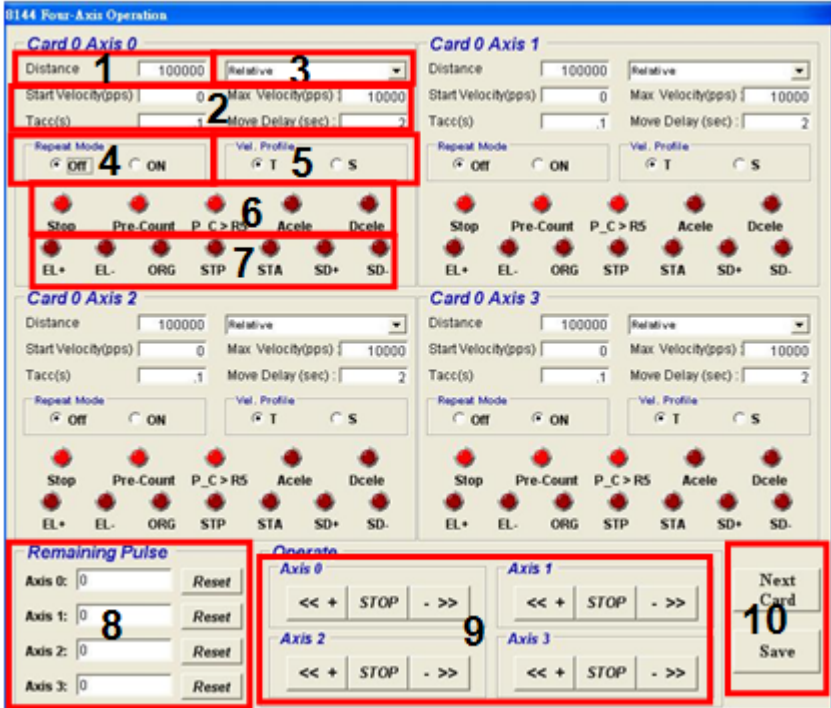 8144 Four-Axis Operation
Card 0 Axis 0
Distance 1 100000 Relative 3
Start Velocity(pps) 0 Max Velocity(pps) : 10000
2
Tacc(s) .1 Move Delay (sec) : 2
Repeat Mode Vel. Profile
Off 4 ON T 5 S
6
Stop Pre-Count P_C > R5 Acele Dcele
7
EL+ EL- ORG STP STA SD+ SD-
Card 0 Axis 1
Distance 100000 Relative
Start Velocity(pps) 0 Max Velocity(pps) : 10000
Tacc(s) .1 Move Delay (sec) : 2
Repeat Mode Vel. Profile
Off ON T S
Stop Pre-Count P_C > R5 Acele Dcele
EL+ EL- ORG STP STA SD+ SD-
Card 0 Axis 2
Distance 100000 Relative
Start Velocity(pps) 0 Max Velocity(pps) : 10000
Tacc(s) .1 Move Delay (sec) : 2
Repeat Mode Vel. Profile
Off ON T S
Stop Pre-Count P_C > R5 Acele Dcele
EL+ EL- ORG STP STA SD+ SD-
Card 0 Axis 3
Distance 100000 Relative
Start Velocity(pps) 0 Max Velocity(pps) : 10000
Tacc(s) .1 Move Delay (sec) : 2
Repeat Mode Vel. Profile
Off ON T S
Stop Pre-Count P_C > R5 Acele Dcele
EL+ EL- ORG STP STA SD+ SD-
Remaining Pulse
Axis 0: 0 Reset
Axis 1: 0 Reset
8
Axis 2: 0 Reset
Axis 3: 0 Reset
Operate
Axis 0 Axis 1
<< + STOP - >> << + STOP - >>
9
Axis 2 Axis 3
<< + STOP - >> << + STOP - >>
Next
Card
10
Save